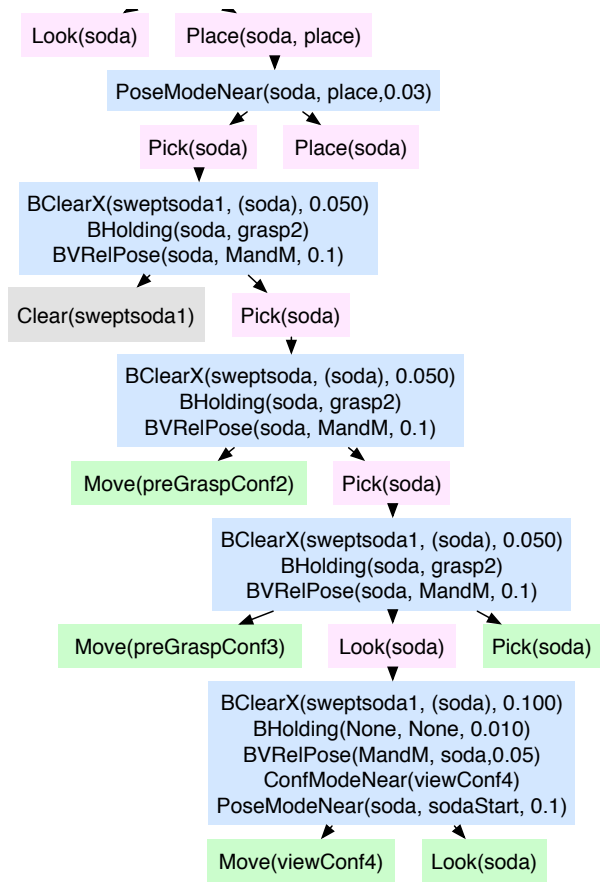 Look(soda)
Place(soda, place)
PoseModeNear(soda, place,0.03)
Pick(soda)
Place(soda)
BClearX(sweptsoda1, (soda), 0.050)
BHolding(soda, grasp2)
BVRelPose(soda, MandM, 0.1)
Clear(sweptsoda1)
Pick(soda)
BClearX(sweptsoda, (soda), 0.050)
BHolding(soda, grasp2)
BVRelPose(soda, MandM, 0.1)
Move(preGraspConf2)
Pick(soda)
BClearX(sweptsoda1, (soda), 0.050)
BHolding(soda, grasp2)
BVRelPose(soda, MandM, 0.1)
Move(preGraspConf3)
Look(soda)
Pick(soda)
BClearX(sweptsoda1, (soda), 0.100)
BHolding(None, None, 0.010)
BVRelPose(MandM, soda,0.05)
ConfModeNear(viewConf4)
PoseModeNear(soda, sodaStart, 0.1)
Move(viewConf4)
Look(soda)